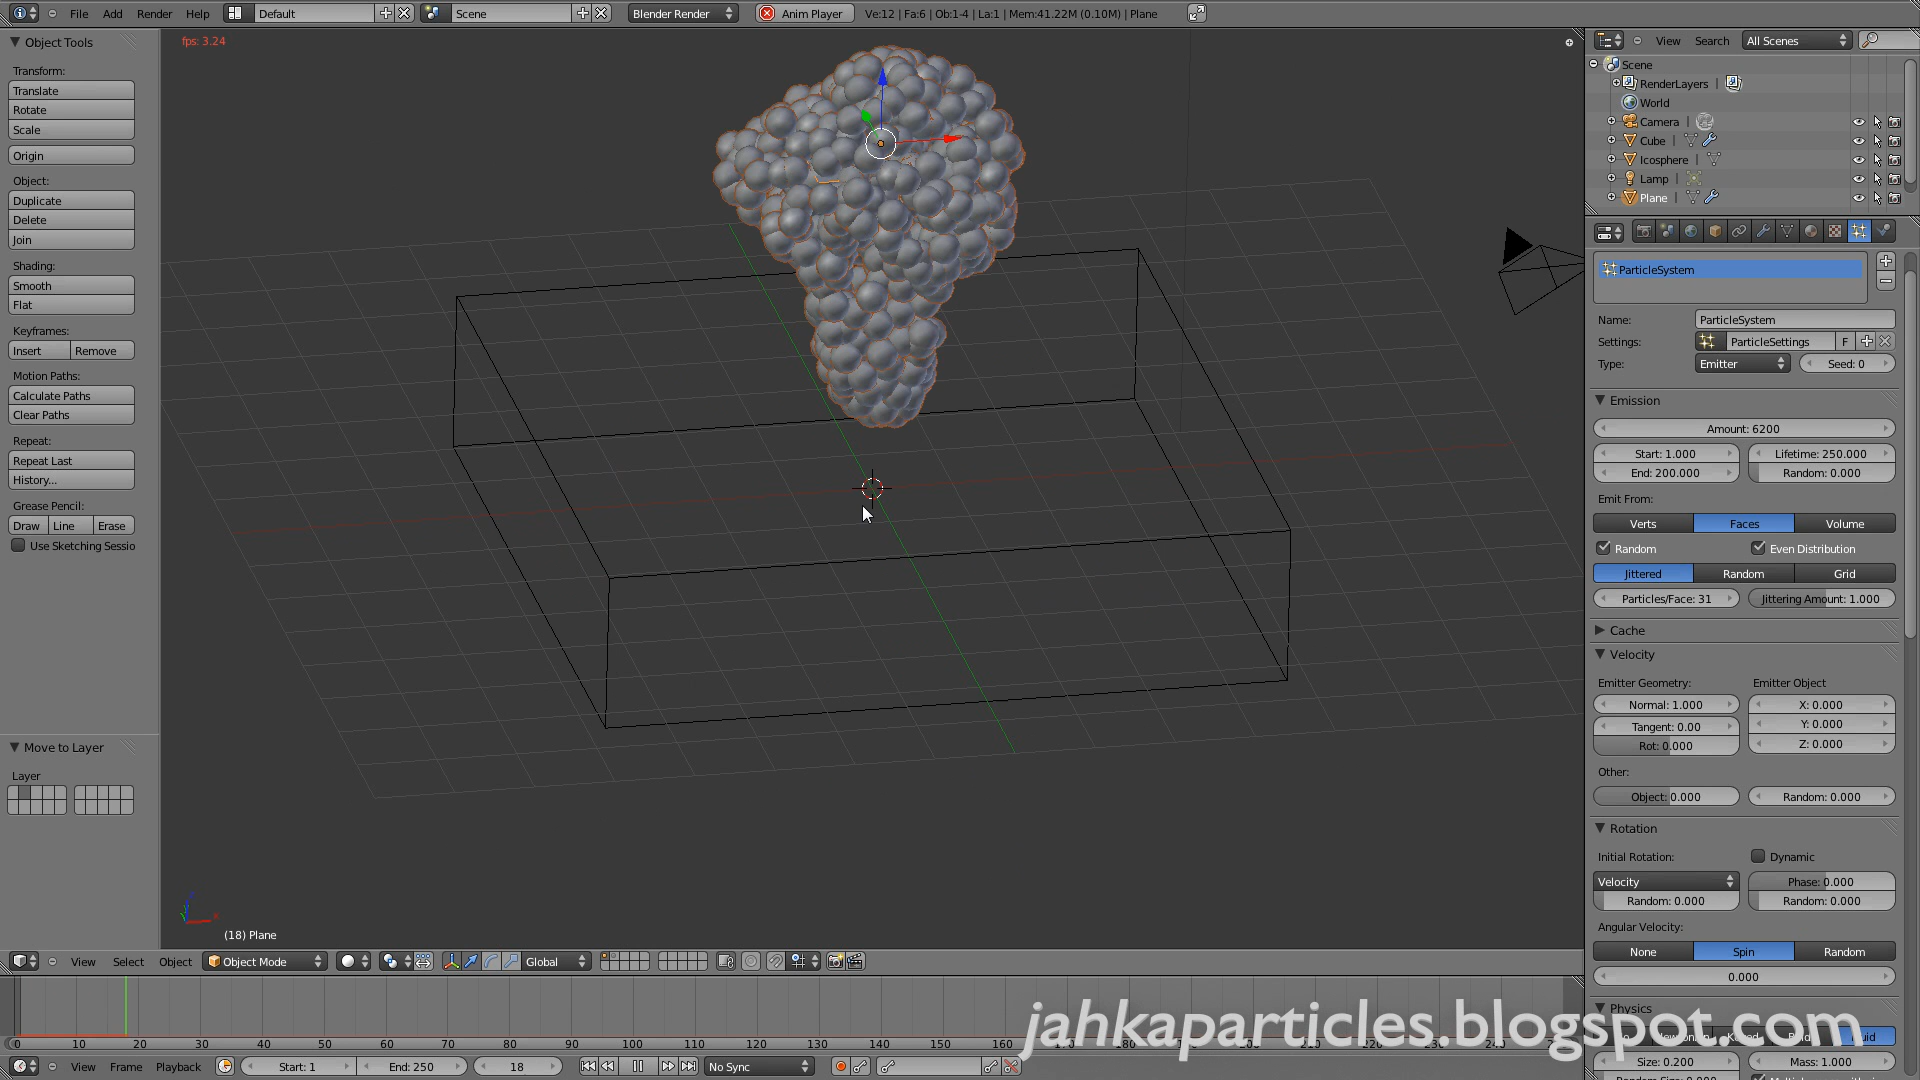 File Add Render Help Default Scene Blender Render Anim Player Ve:12 | Fa:6 | Ob:1-4 | La:1 | Mem:41.22M (0.10M) | Plane
Object Tools
Transform:
Translate
Rotate
Scale
Origin
Object:
Duplicate
Delete
Join
Shading:
Smooth
Flat
Keyframes:
Insert Remove
Motion Paths:
Calculate Paths
Clear Paths
Repeat:
Repeat Last
History...
Grease Pencil:
Draw Line Erase
Use Sketching Sessio
Move to Layer
Layer
fps: 3.24
(18) Plane
View Select Object Object Mode Global
View Search All Scenes
Scene
RenderLayers |
World
Camera |
Cube |
Icosphere |
Lamp |
Plane |
ParticleSystem
Name: ParticleSystem
Settings: ParticleSettings F
Type: Emitter Seed: 0
Emission
Amount: 6200
Start: 1.000 Lifetime: 250.000
End: 200.000 Random: 0.000
Emit From:
Verts Faces Volume
Random Even Distribution
Jittered Random Grid
Particles/Face: 31 Jittering Amount: 1.000
Cache
Velocity
Emitter Geometry: Emitter Object
Normal: 1.000 X: 0.000
Tangent: 0.00 Y: 0.000
Rot: 0.000 Z: 0.000
Other:
Object: 0.000 Random: 0.000
Rotation
Initial Rotation: Dynamic
Velocity Phase: 0.000
Random: 0.000 Random: 0.000
Angular Velocity:
None Spin Random
0.000
Physics
Size: 0.200 Mass: 1.000
0 10 20 30 40 50 60 70 80 90 100 110 120 130 140 150 160
View Frame Playback Start: 1 End: 250 18 No Sync
jahkaparticles.blogspot.com